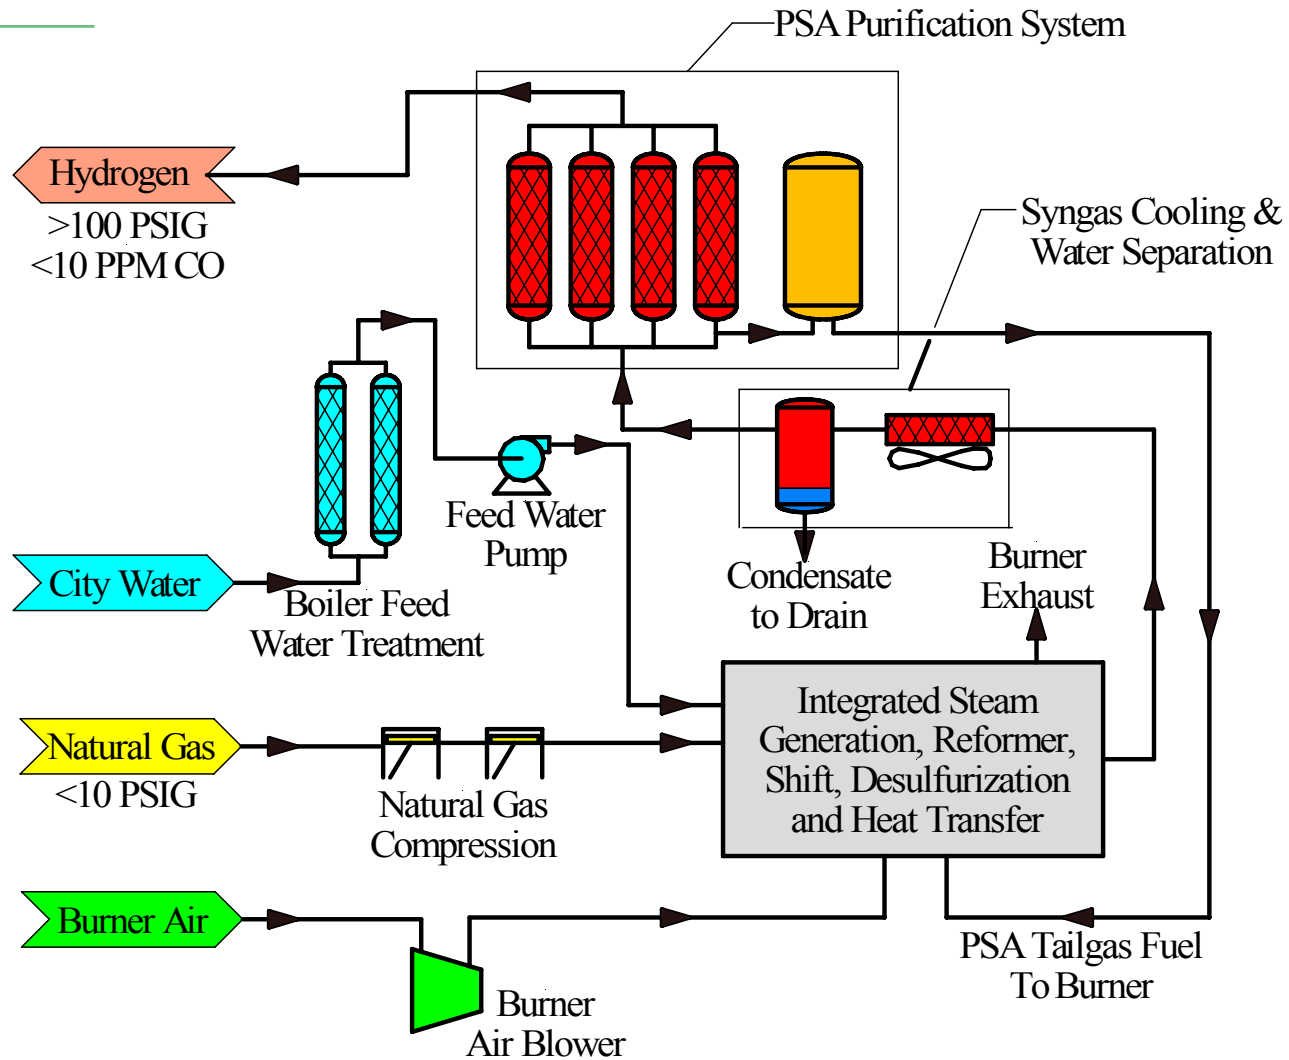 PSA Purification System
Hydrogen
>100 PSIG
<10 PPM CO
Syngas Cooling &
Water Separation
Feed Water
Pump
City Water
Boiler Feed
Water Treatment
Condensate
to Drain
Burner
Exhaust
Natural Gas
<10 PSIG
Natural Gas
Compression
Integrated Steam
Generation, Reformer,
Shift, Desulfurization
and Heat Transfer
Burner Air
Burner
Air Blower
PSA Tailgas Fuel
To Burner